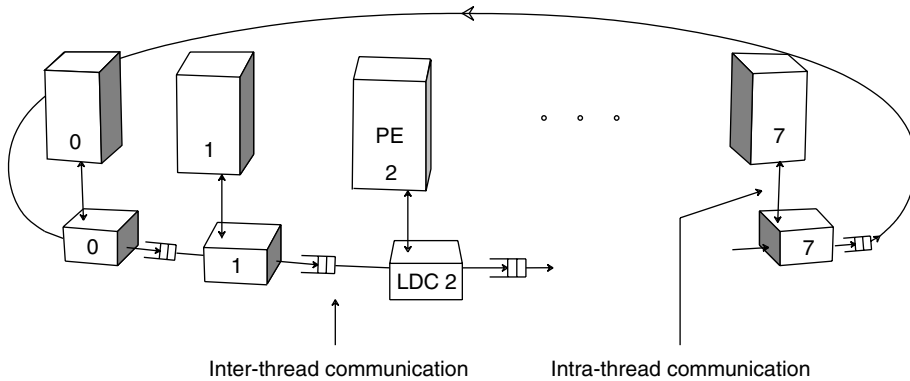 0
1
PE
2
7
0
1
LDC 2
7
Inter-thread communication
Intra-thread communication